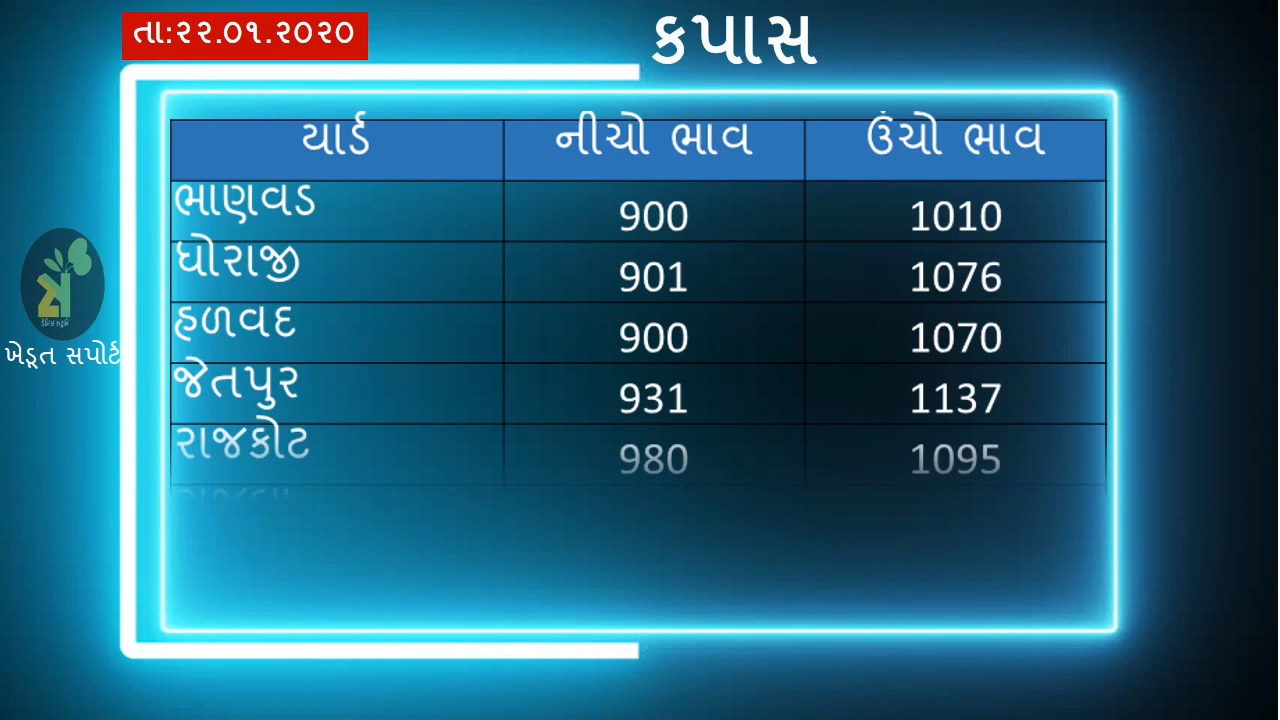 તા:૨૨.૦૧.૨૦૨૦
કપાસ
યાર્ડ નીચો ભાવ ઉંચો ભાવ
ભાણવડ 900 1010
ધોરાજી 901 1076
હળવદ 900 1070
જેતપુર 931 1137
રાજકોટ 980 1095
ખેડૂત સપોર્ટ